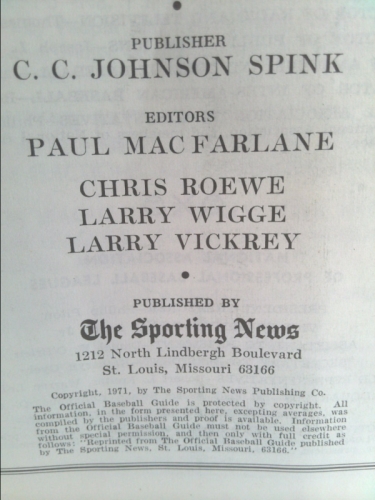 PUBLISHER
C. C. JOHNSON SPINK
EDITORS
PAUL MAC FARLANE
CHRIS ROEWE
LARRY WIGGE
LARRY VICKREY
PUBLISHED BY
The Sporting News
1212 North Lindbergh Boulevard
St. Louis, Missouri 63166
Copyright, 1971, by The Sporting News Publishing Co.
The Official Baseball Guide is protected by copyright. All
information, in the form presented here, excepting averages, was
compiled by the publishers and proof is available. Information
from the Official Baseball Guide must not be used elsewhere
without special permission, and then only with full credit as
follows: "Reprinted from The Official Baseball Guide published
by The Sporting News, St. Louis, Missouri, 63166."